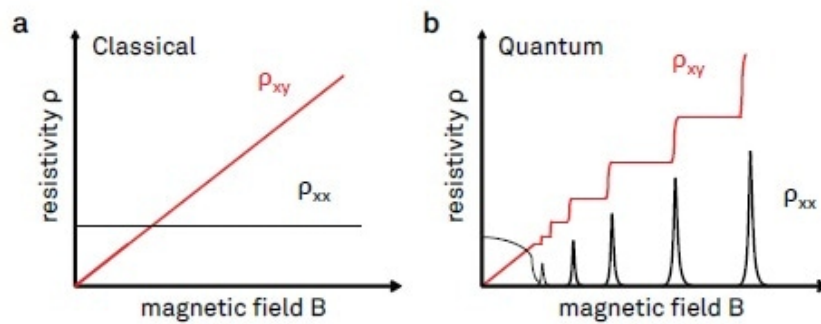 a
Classical
ρxy
ρxx
resistivity ρ
magnetic field B
b
Quantum
ρxy
ρxx
resistivity ρ
magnetic field B